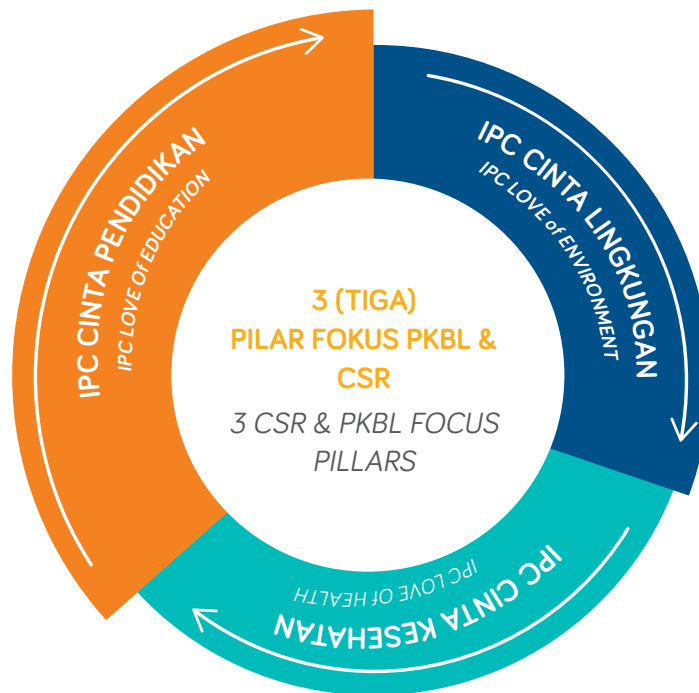 IPC CINTA PENDIDIKAN
IPC LOVE Of EDUCATION
IPC CINTA LINGKUNGAN
IPC LOVE of ENVIRONMENT
3 (TIGA)
PILAR FOKUS PKBL &
CSR
3 CSR & PKBL FOCUS
PILLARS
IPC CINTA KESEHATAN
IPC LOVE Of HEALTH